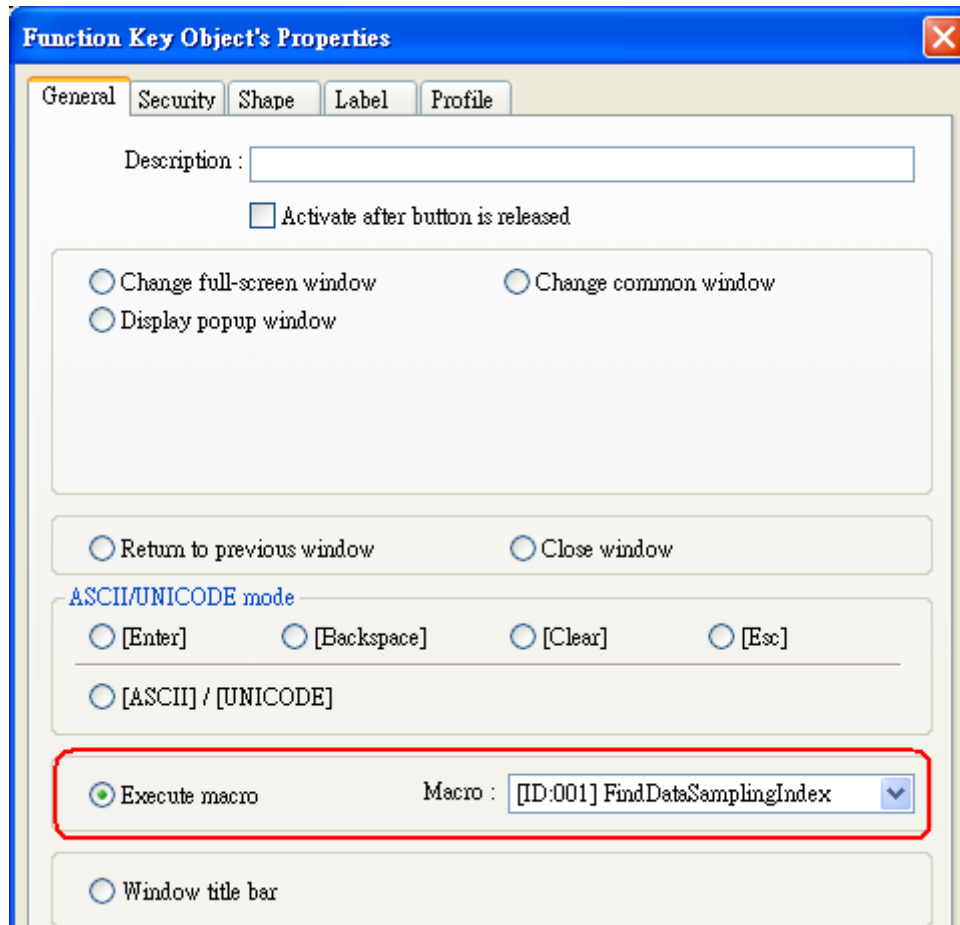 Function Key Object's Properties
General Security Shape Label Profile
Description :
Activate after button is released
Change full-screen window Change common window
Display popup window
Return to previous window Close window
ASCII/UNICODE mode
[Enter] [Backspace] [Clear] [Esc]
[ASCII] / [UNICODE]
Execute macro Macro : [ID:001] FindDataSamplingIndex
Window title bar